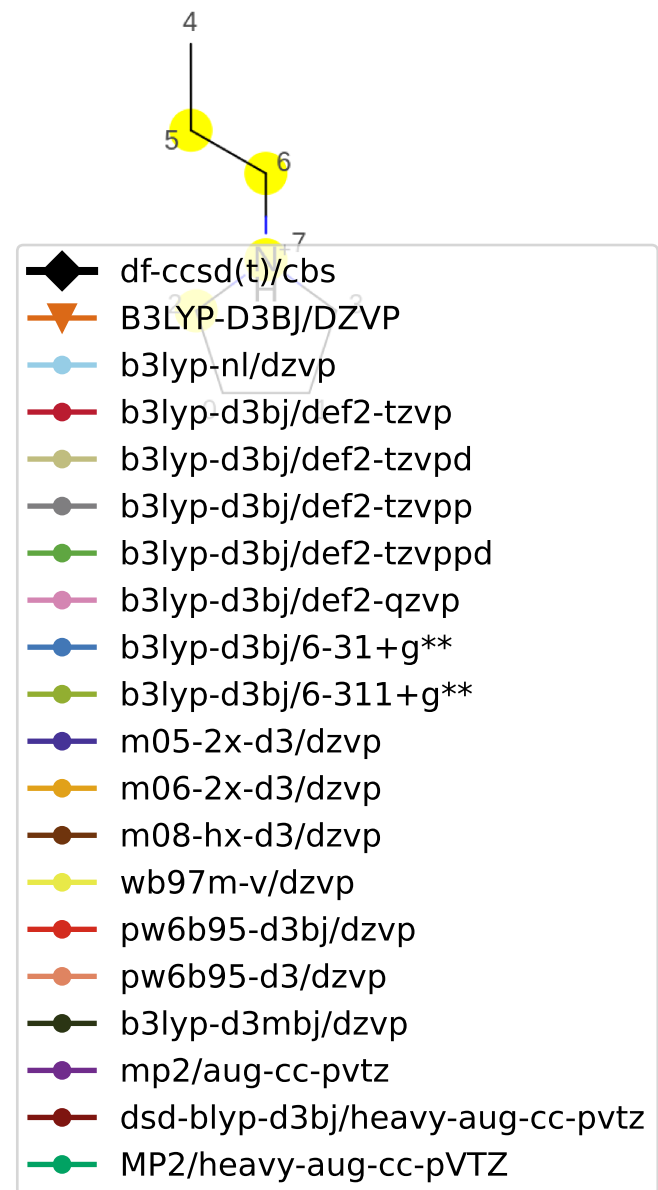 4
5
6
N+ 7
H
2
3
0
1
df-ccsd(t)/cbs
B3LYP-D3BJ/DZVP
b3lyp-nl/dzvp
b3lyp-d3bj/def2-tzvp
b3lyp-d3bj/def2-tzvpd
b3lyp-d3bj/def2-tzvpp
b3lyp-d3bj/def2-tzvppd
b3lyp-d3bj/def2-qzvp
b3lyp-d3bj/6-31+g**
b3lyp-d3bj/6-311+g**
m05-2x-d3/dzvp
m06-2x-d3/dzvp
m08-hx-d3/dzvp
wb97m-v/dzvp
pw6b95-d3bj/dzvp
pw6b95-d3/dzvp
b3lyp-d3mbj/dzvp
mp2/aug-cc-pvtz
dsd-blyp-d3bj/heavy-aug-cc-pvtz
MP2/heavy-aug-cc-pVTZ